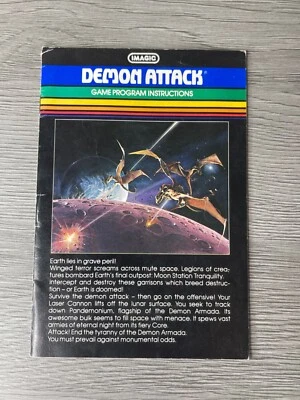 IMAGIC
DEMON ATTACK
GAME PROGRAM INSTRUCTIONS
Earth lies in grave peril!
Winged terror screams across mute space. Legions of crea-
tures bombard Earth's final outpost: Moon Station Tranquility.
Intercept and destroy these garrisons which breed destruc-
tion – or Earth is doomed!
Survive the demon attack – then go on the offensive! Your
Laser Cannon lifts off the lunar surface. You seek to track
down Pandemonium, flagship of the Demon Armada. Its
awesome bulk seems to fill space with menace. It spews vast
armies of eternal night from its fiery Core.
Attack! End the tyranny of the Demon Armada.
You must prevail against monumental odds.